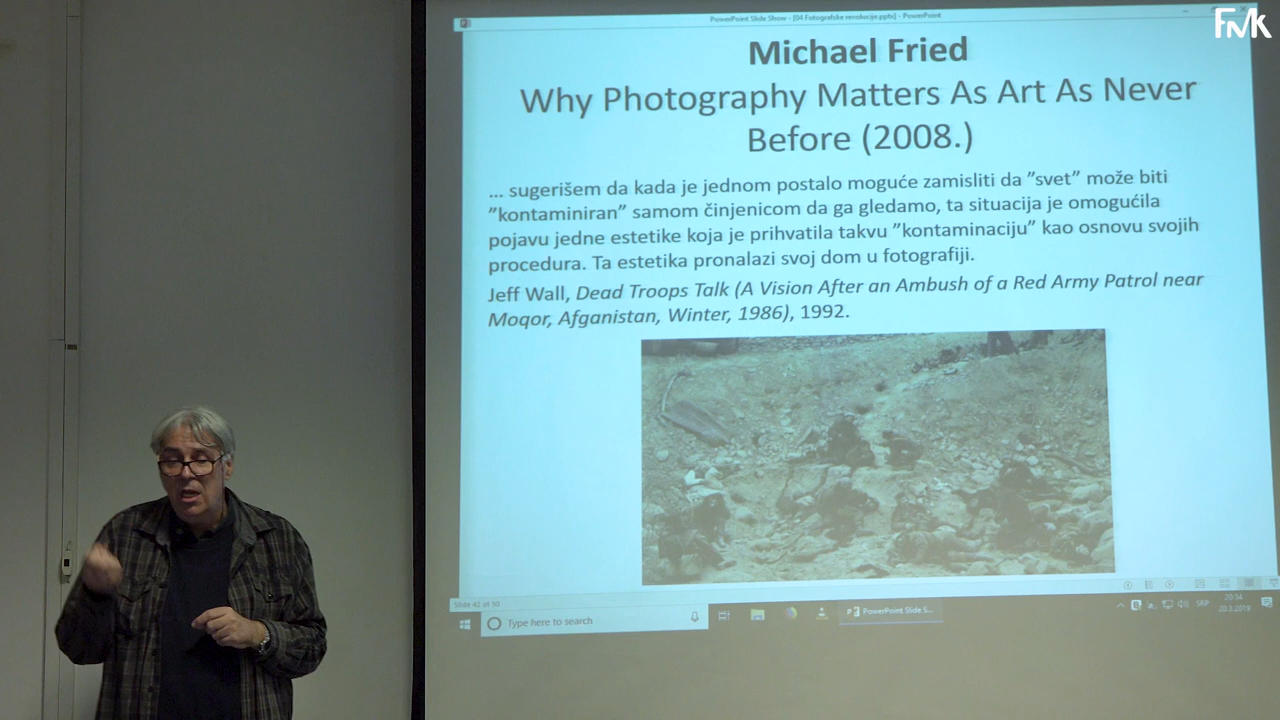 PowerPoint Slide Show - [04 Fotografske revolucije.pptx] - PowerPoint
FMK
Michael Fried
Why Photography Matters As Art As Never
Before (2008.)
... sugerišem da kada je jednom postalo moguće zamisliti da ”svet” može biti
”kontaminiran” samom činjenicom da ga gledamo, ta situacija je omogućila
pojavu jedne estetike koja je prihvatila takvu ”kontaminaciju” kao osnovu svojih
procedura. Ta estetika pronalazi svoj dom u fotografiji.
Jeff Wall, Dead Troops Talk (A Vision After an Ambush of a Red Army Patrol near
Moqor, Afganistan, Winter, 1986), 1992.
Slide 42 of 50
Type here to search
PowerPoint Slide S...
SRP
20:54
20.3.2019